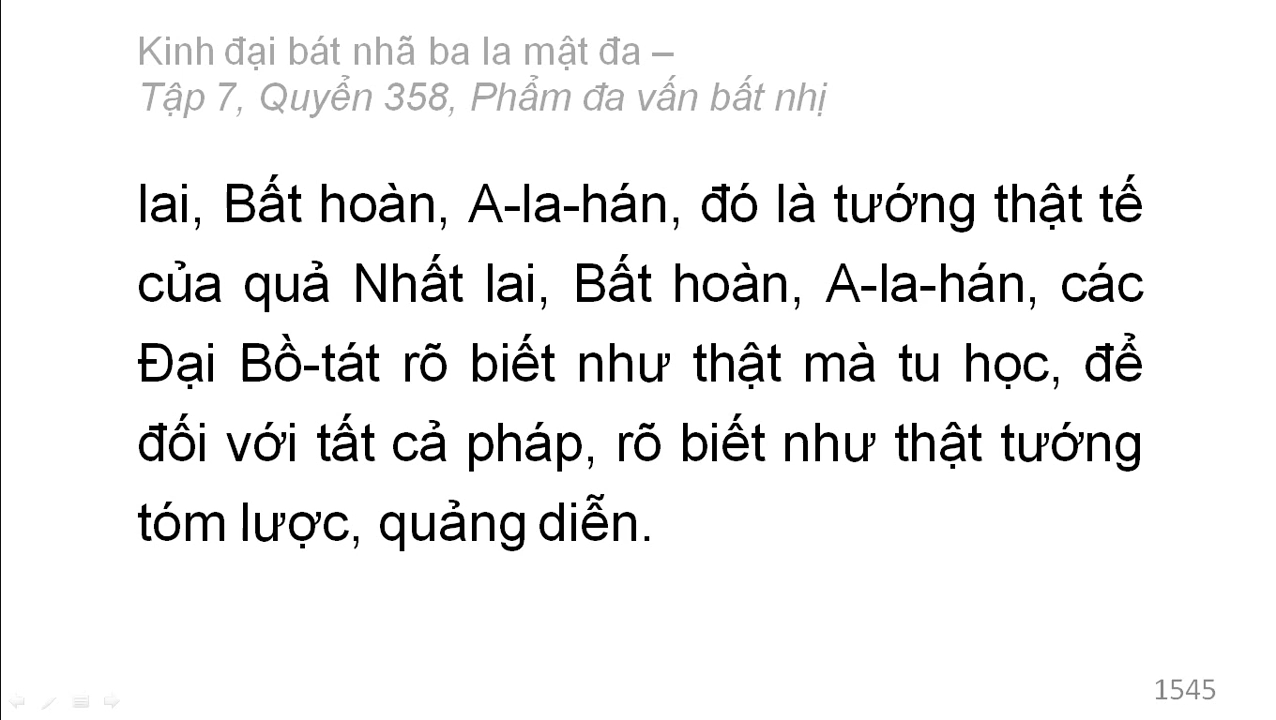 Kinh đại bát nhã ba la mật đa –
Tập 7, Quyển 358, Phẩm đa vấn bất nhị
lai, Bất hoàn, A-la-hán, đó là tướng thật tế
của quả Nhất lai, Bất hoàn, A-la-hán, các
Đại Bồ-tát rõ biết như thật mà tu học, để
đối với tất cả pháp, rõ biết như thật tướng
tóm lược, quảng diễn.
1545